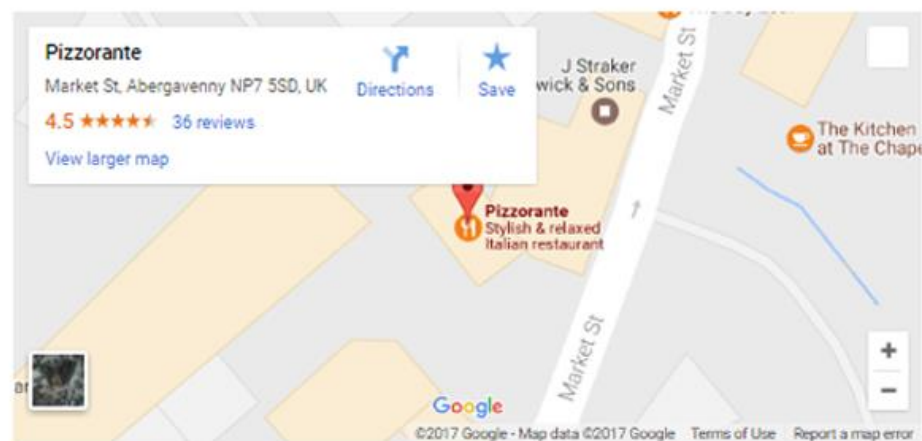 Pizzorante
Market St, Abergavenny NP7 5SD, UK
4.5
36 reviews
View larger map
Directions
Save
J Straker
wick & Sons
Market St
The Kitchen
at The Chape
Pizzorante
Stylish & relaxed
Italian restaurant
Market St
+
−
Google
©2017 Google - Map data ©2017 Google Terms of Use Report a map error